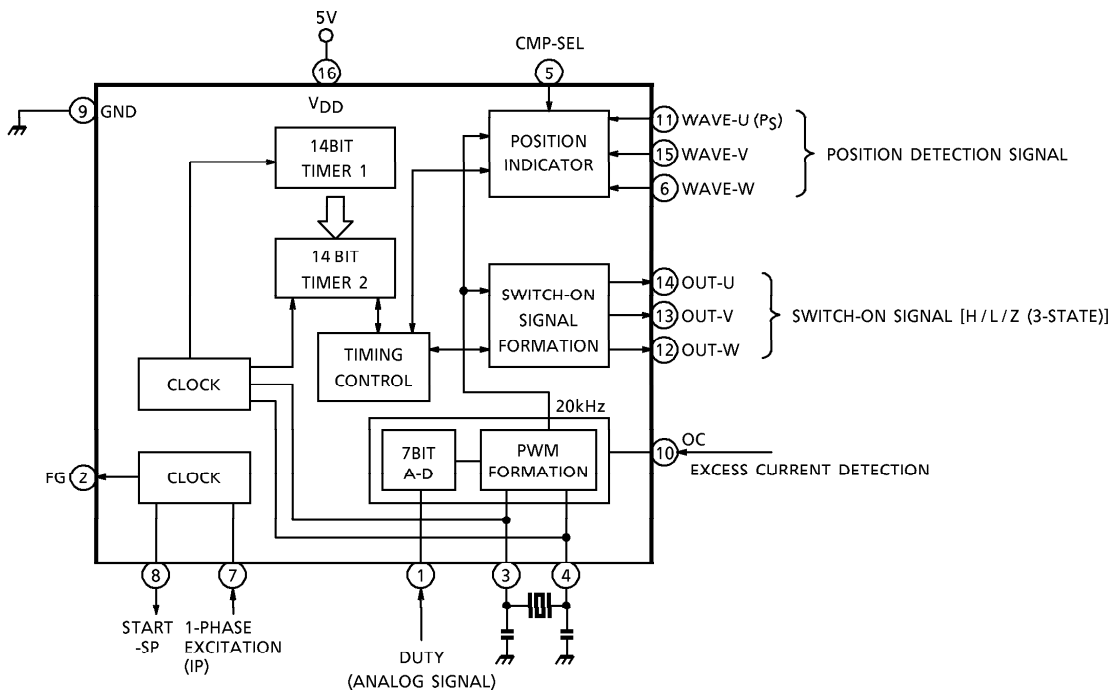 5V
CMP-SEL
16
5
9
GND
VDD
14BIT
TIMER 1
POSITION
INDICATOR
11
WAVE-U (PS)
15
WAVE-V
6
WAVE-W
POSITION DETECTION SIGNAL
14 BIT
TIMER 2
SWITCH-ON
SIGNAL
FORMATION
14
OUT-U
13
OUT-V
12
OUT-W
SWITCH-ON SIGNAL [H / L / Z (3-STATE)]
TIMING
CONTROL
CLOCK
20kHz
7BIT
A-D
PWM
FORMATION
10
OC
EXCESS CURRENT DETECTION
FG
2
CLOCK
8
7
1
3
4
START
-SP
1-PHASE
EXCITATION
(IP)
DUTY
(ANALOG SIGNAL)